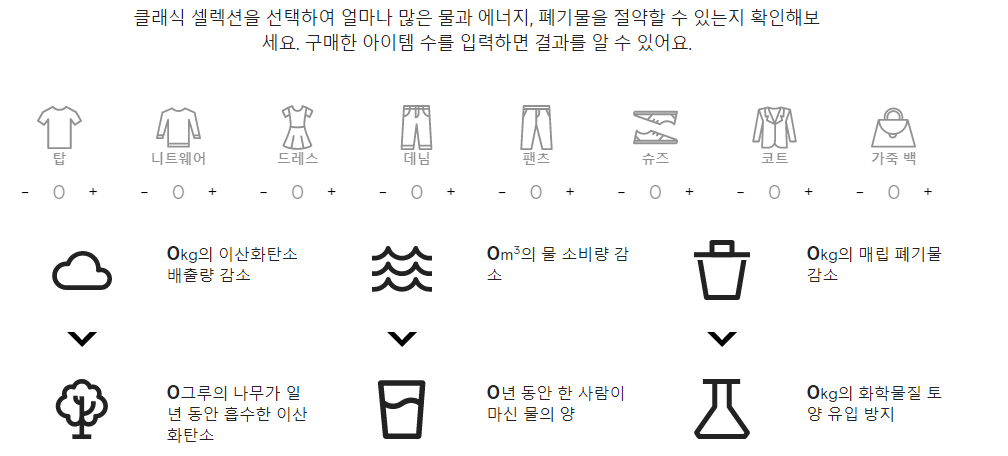 클래식 셀렉션을 선택하여 얼마나 많은 물과 에너지, 폐기물을 절약할 수 있는지 확인해보
세요. 구매한 아이템 수를 입력하면 결과를 알 수 있어요.
탑 니트웨어 드레스 데님 팬츠 슈즈 코트 가죽 백
- 0 + - 0 + - 0 + - 0 + - 0 + - 0 + - 0 + - 0 +
0kg의 이산화탄소
배출량 감소
0m³의 물 소비량 감
소
0kg의 매립 폐기물
감소
0그루의 나무가 일
년 동안 흡수한 이산
화탄소
0년 동안 한 사람이
마신 물의 양
0kg의 화학물질 토
양 유입 방지